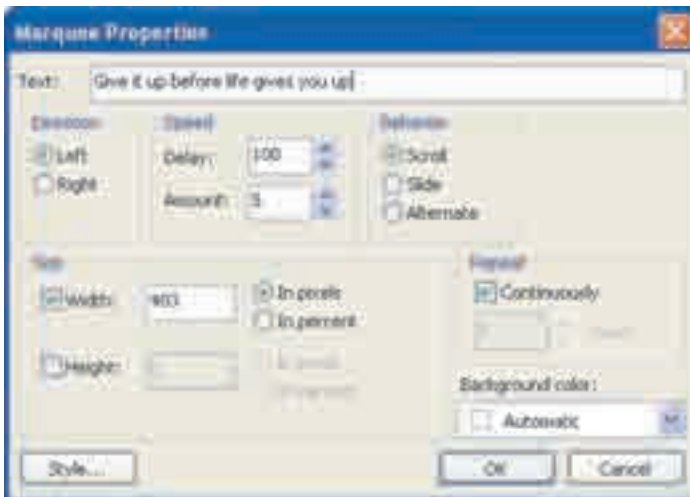 Marquee Properties
Text: Give it up before life gives you up
Direction Speed Behavior
Left Delay: 100 Scroll
Right Slide
Amount: 5 Alternate
Size Repeat
Width: 903 In pixels Continuously
In percent
Height:
Background color:
Automatic
Style... OK Cancel